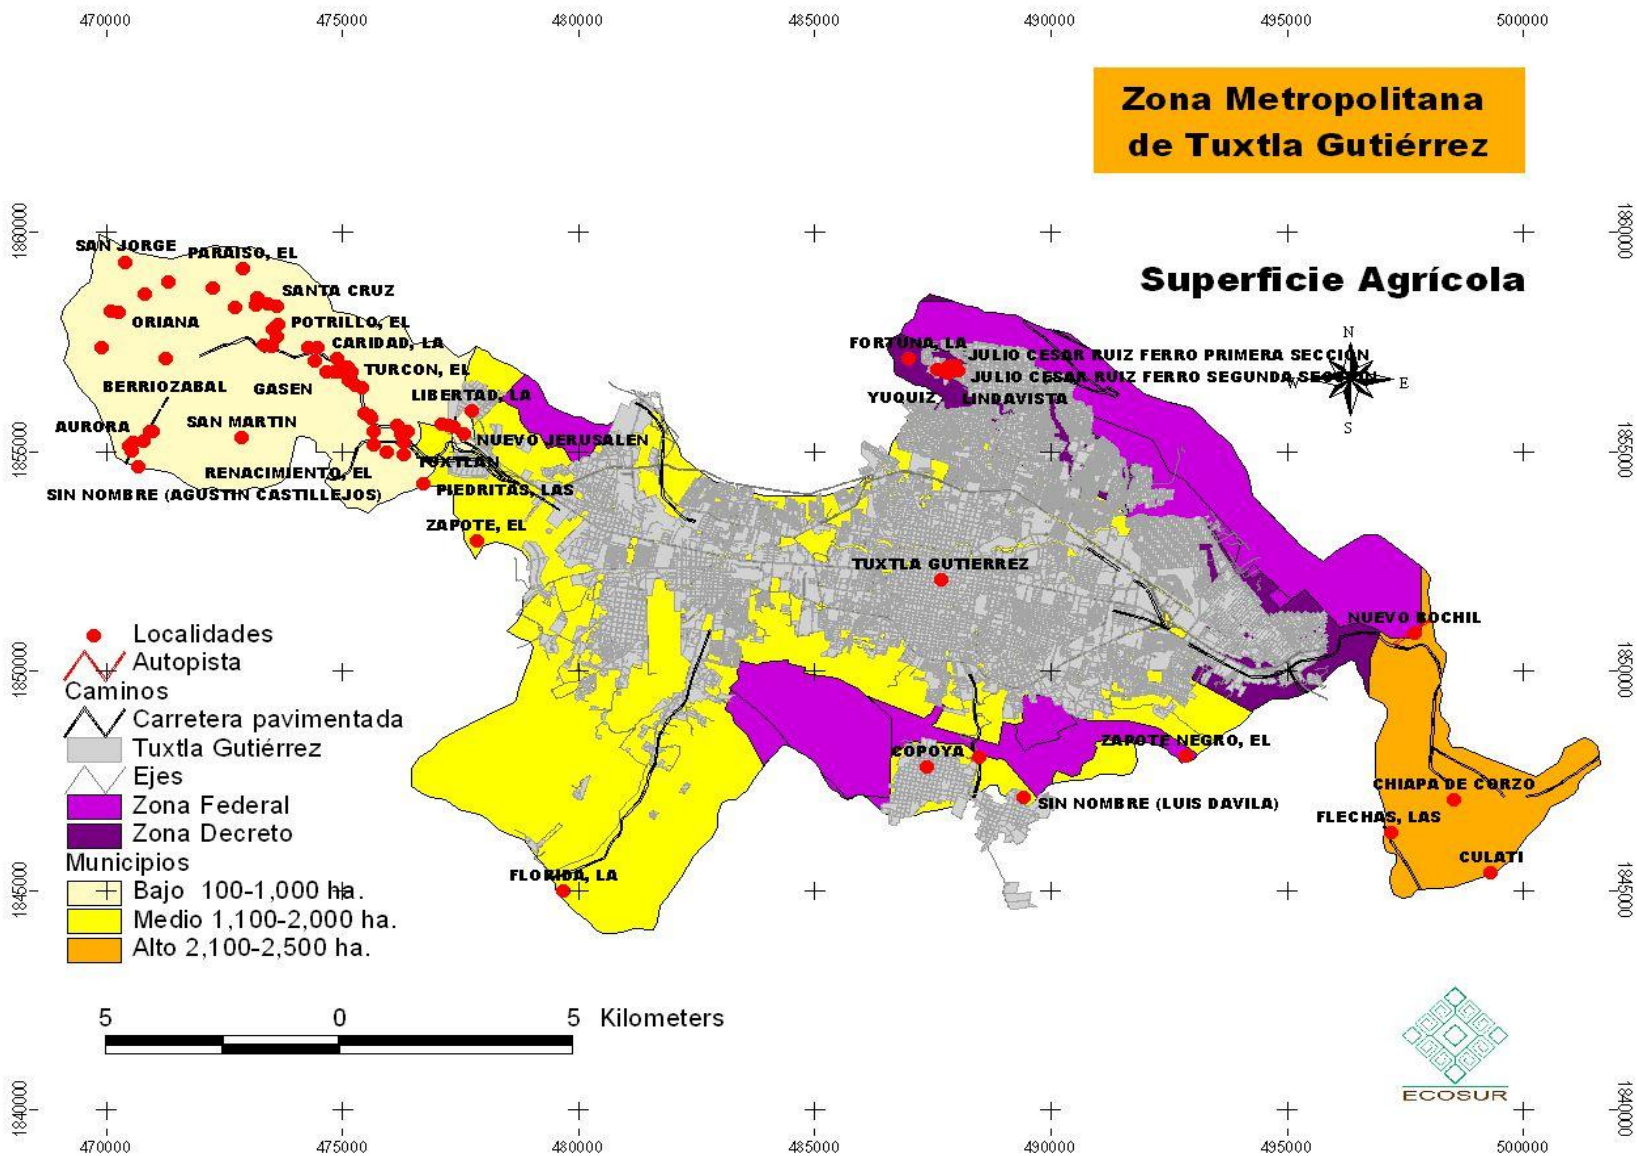 470000 475000 480000 485000 490000 495000 500000
Zona Metropolitana
de Tuxtla Gutiérrez
1860000 1860000
Superficie Agrícola
SAN JORGE
PARAISO, EL
SANTA CRUZ
ORIANA
POTRILLO, EL
CARIDAD, LA
TURCON, EL
BERRIOZABAL
GASEN
LIBERTAD, LA
AURORA
SAN MARTIN
NUEVO JERUSALEN
RENACIMIENTO, EL
TUXTLAN
SIN NOMBRE (AGUSTIN CASTILLEJOS)
PIEDRITAS, LAS
ZAPOTE, EL
FORTUNA, LA
JULIO CESAR RUIZ FERRO PRIMERA SECCION
JULIO CESAR RUIZ FERRO SEGUNDA SECCION
YUQUIZ
LINDAVISTA
N
W
E
S
1855000 1855000
TUXTLA GUTIERREZ
NUEVO BOCHIL
1850000 1850000
COPOYA
ZAPOTE NEGRO, EL
SIN NOMBRE (LUIS DAVILA)
CHIAPA DE CORZO
FLECHAS, LAS
CULATI
FLORIDA, LA
1845000 1845000
Localidades
Autopista
Caminos
Carretera pavimentada
Tuxtla Gutiérrez
Ejes
Zona Federal
Zona Decreto
Municipios
Bajo 100-1,000 ha.
Medio 1,100-2,000 ha.
Alto 2,100-2,500 ha.
5 0 5 Kilometers
ECOSUR
1840000 1840000
470000 475000 480000 485000 490000 495000 500000